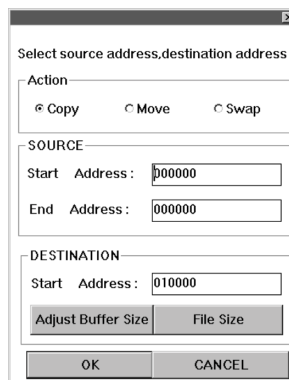 Select source address,destination address
Action
Copy Move Swap
SOURCE
Start Address: 000000
End Address: 000000
DESTINATION
Start Address: 010000
Adjust Buffer Size File Size
OK CANCEL